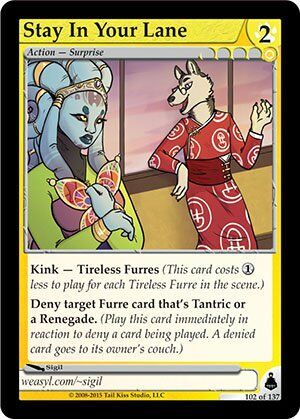 Stay In Your Lane 2
Action — Surprise
Kink — Tireless Furres (This card costs 1
less to play for each Tireless Furre in the scene.)
Deny target Furre card that's Tantric or
a Renegade. (Play this card immediately in
reaction to deny a card being played. A denied
card goes to its owner's couch.)
Sigil
weasyl.com/~sigil
© 2008-2015 Tail Kiss Studio, LLC 102 of 137